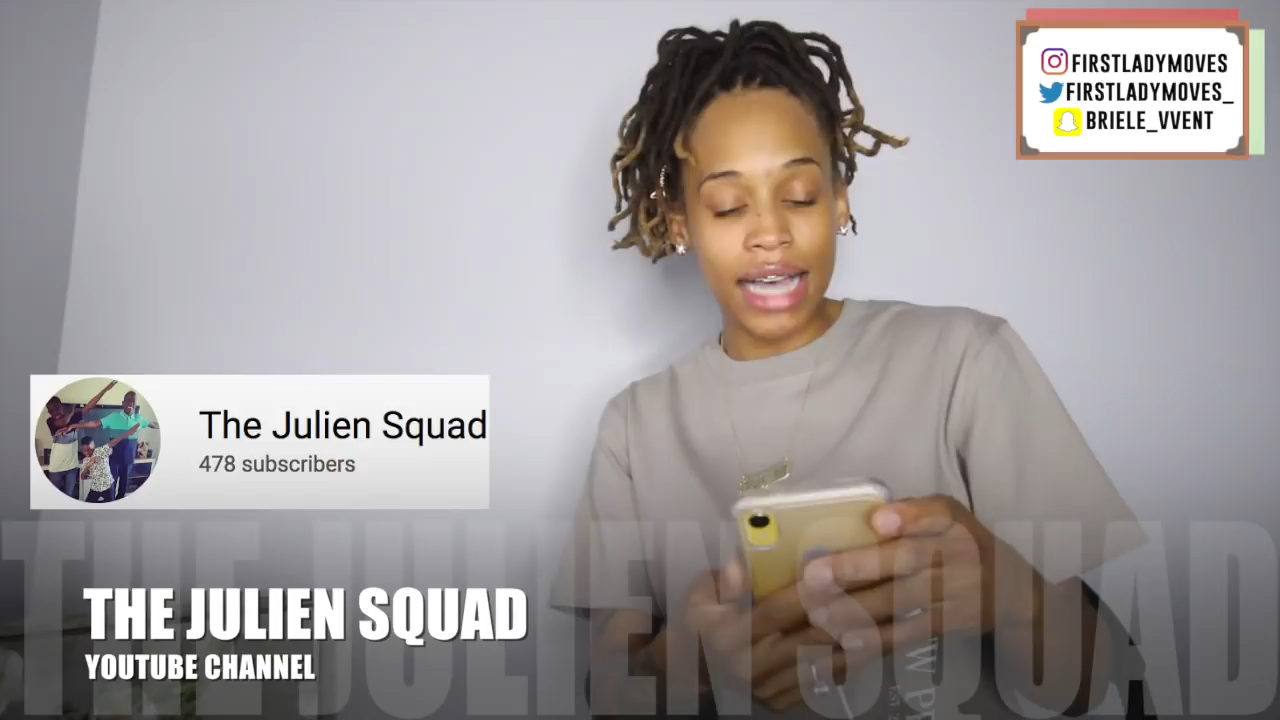 FIRSTLADYMOVES
FIRSTLADYMOVES_
BRIELE_VVENT
The Julien Squad
478 subscribers
THE JULIEN SQUAD
THE JULIEN SQUAD
YOUTUBE CHANNEL